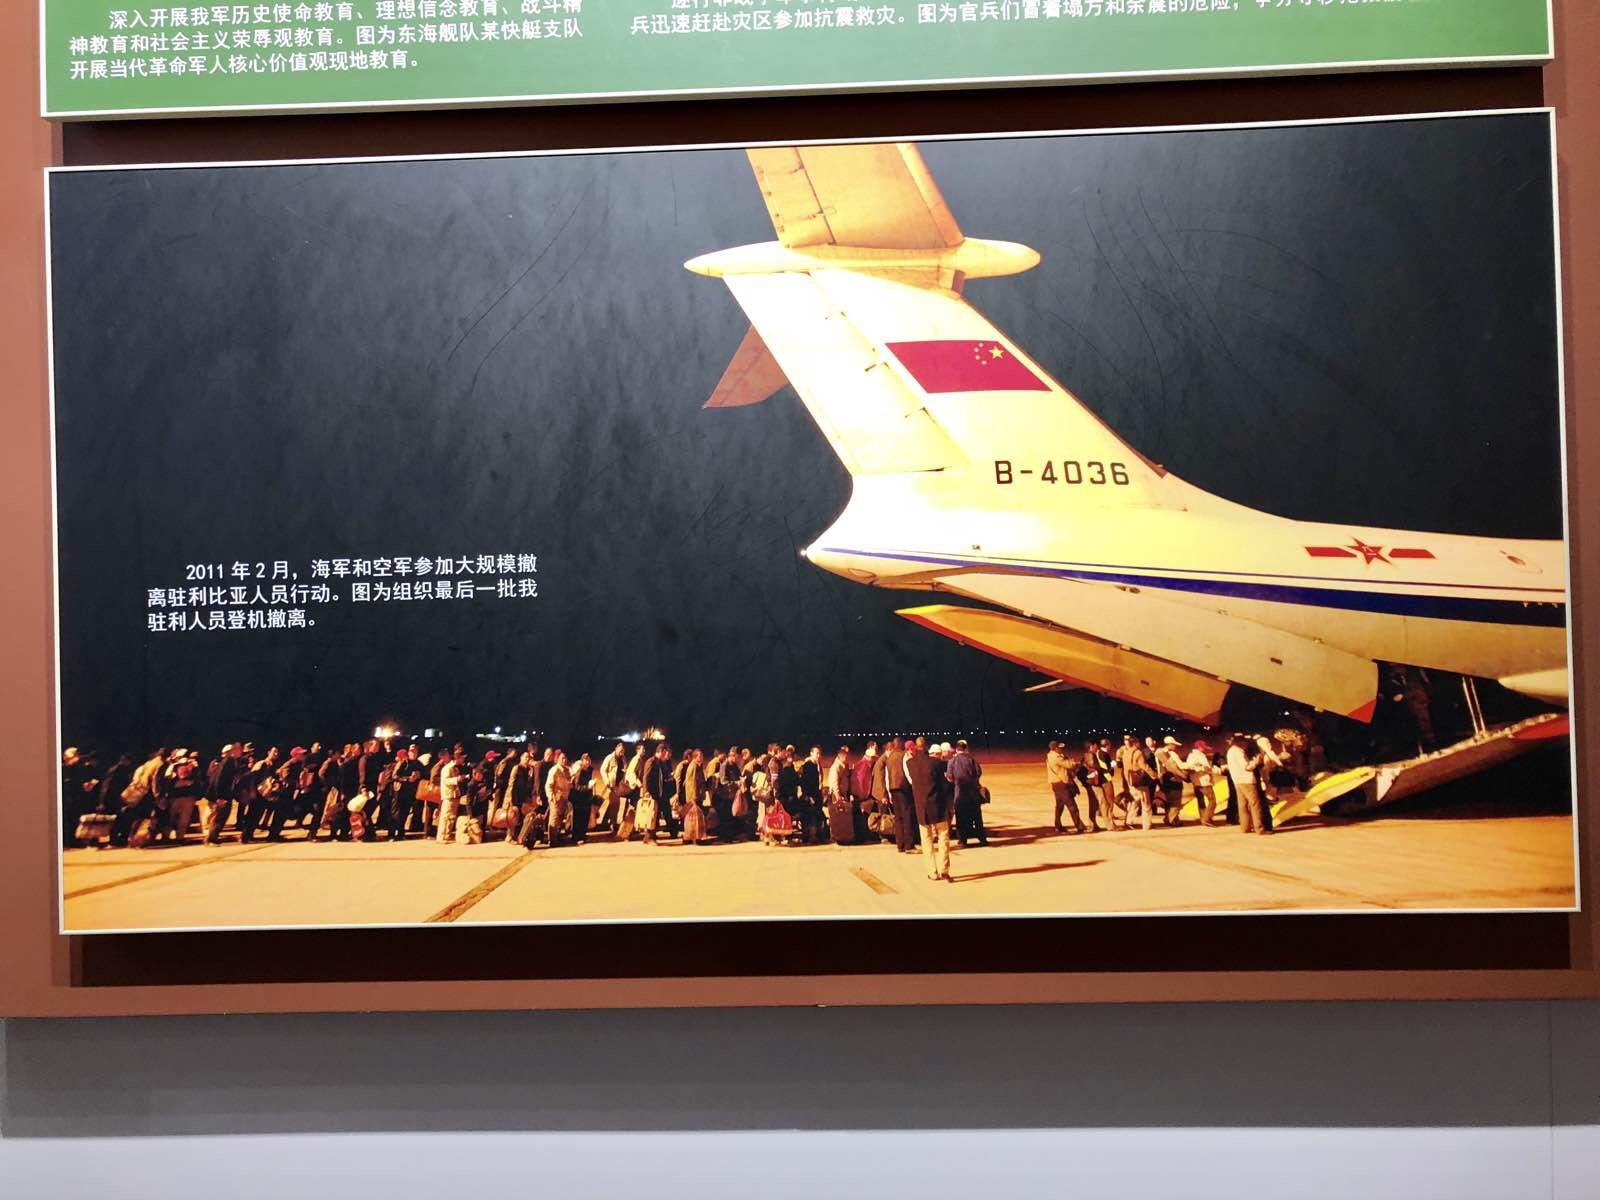 深入开展我军历史使命教育、理想信念教育、战斗精
神教育和社会主义荣辱观教育。图为东海舰队某快艇支队
开展当代革命军人核心价值观现地教育。
兵迅速赶赴灾区参加抗震救灾。图为官兵们冒着塌方和余震的危险，
B-4036
八一
2011 年 2 月，海军和空军参加大规模撤
离驻利比亚人员行动。图为组织最后一批我
驻利人员登机撤离。